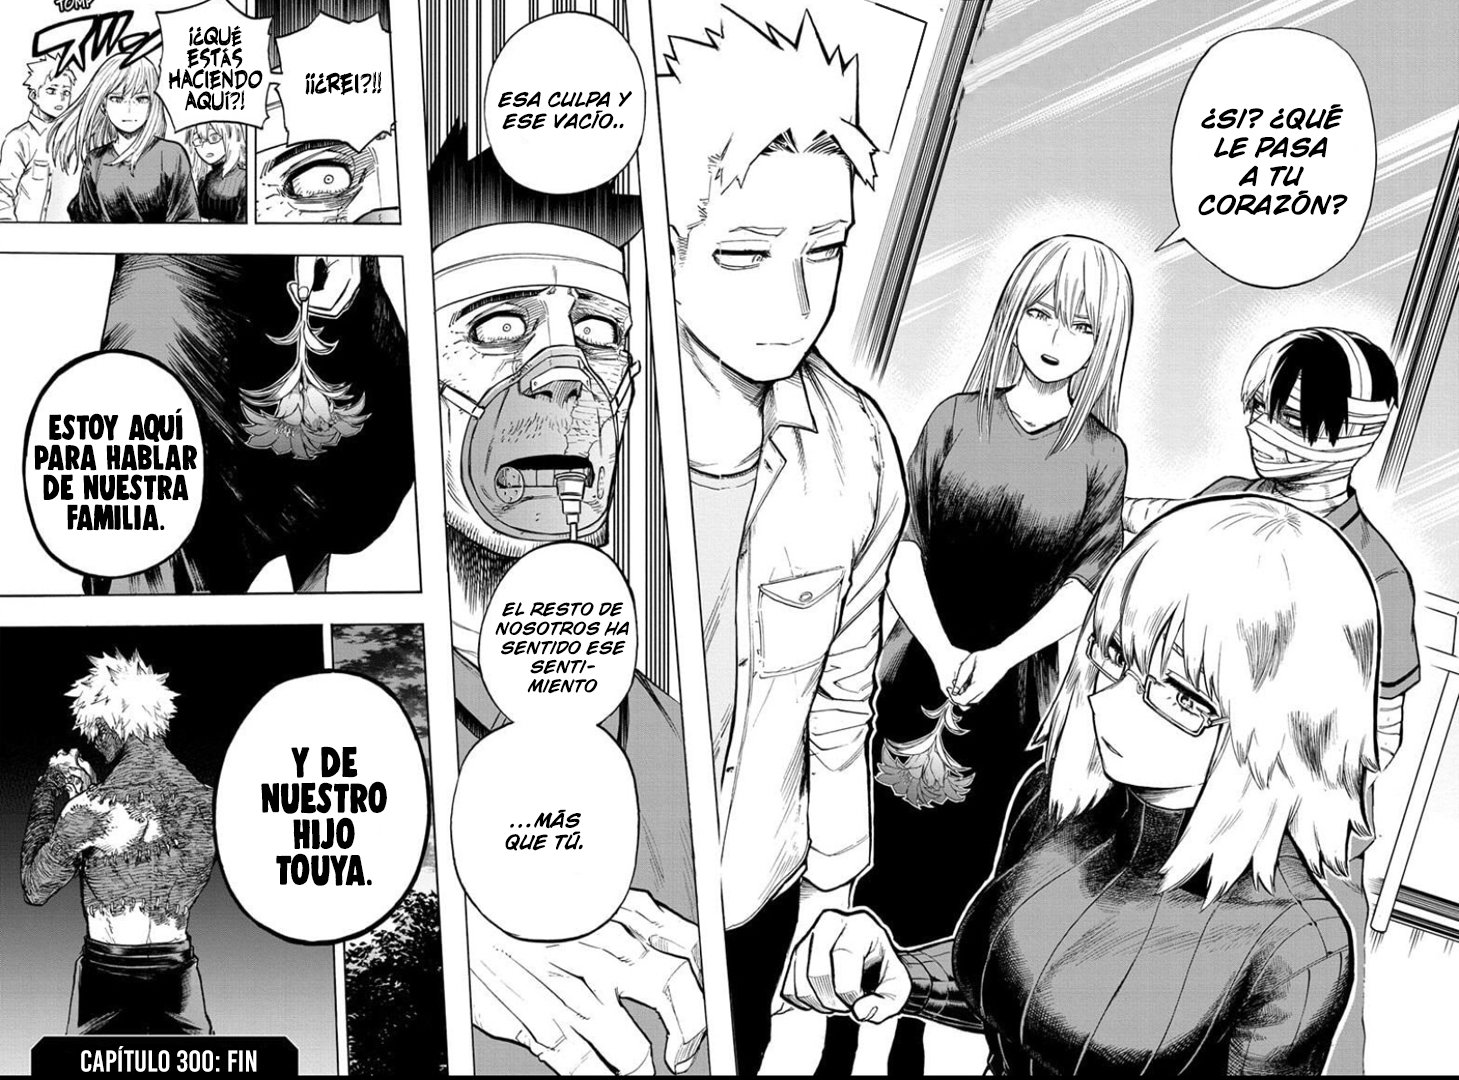 ¿SI? ¿QUÉ
LE PASA
A TU
CORAZÓN?
ESA CULPA Y
ESE VACÍO..
EL RESTO DE
NOSOTROS HA
SENTIDO ESE
SENTI-
MIENTO
...MÁS
QUE TÚ.
¡¡¿REI?!!
¡¿QUÉ
ESTÁS
HACIENDO
AQUÍ?!
TOMP
ESTOY AQUÍ
PARA HABLAR
DE NUESTRA
FAMILIA.
Y DE
NUESTRO
HIJO
TOUYA.
CAPÍTULO 300: FIN